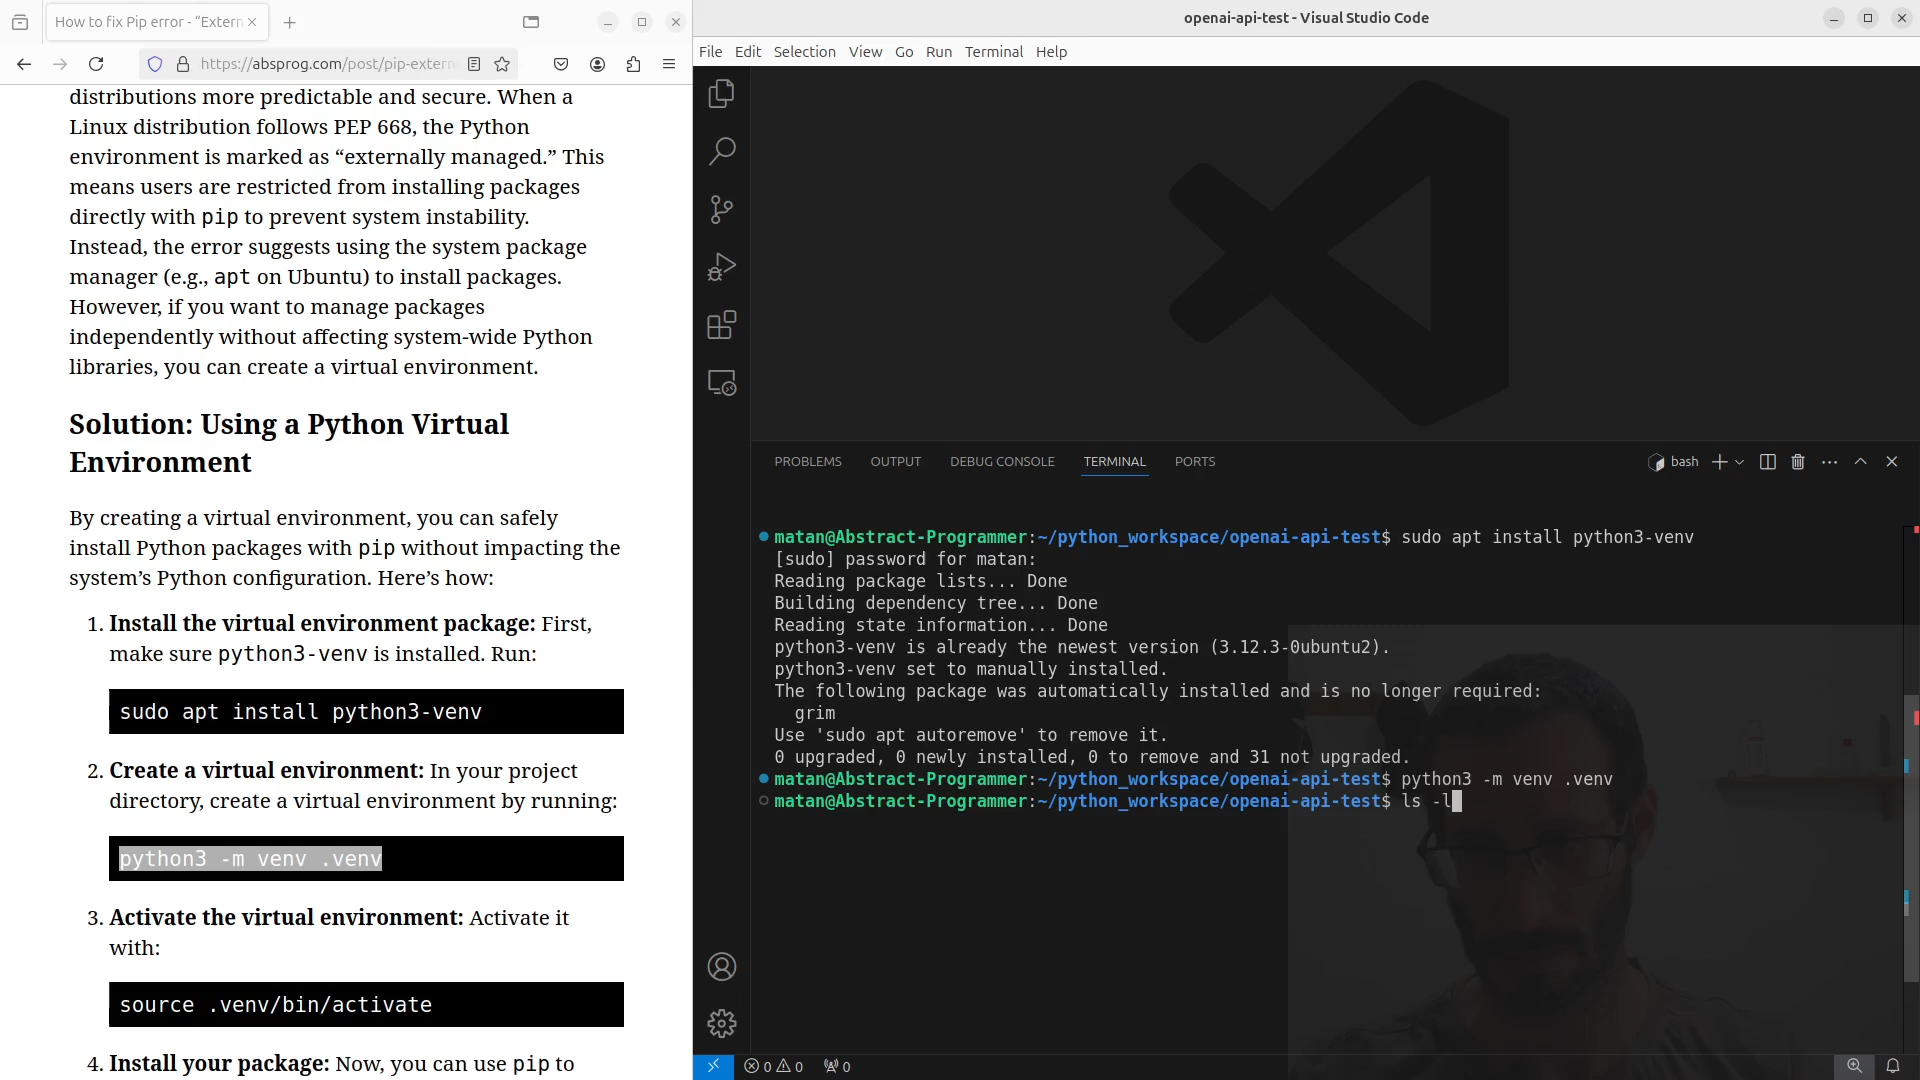 How to fix Pip error - “Extern
https://absprog.com/post/pip-extern
distributions more predictable and secure. When a
Linux distribution follows PEP 668, the Python
environment is marked as “externally managed.” This
means users are restricted from installing packages
directly with pip to prevent system instability.
Instead, the error suggests using the system package
manager (e.g., apt on Ubuntu) to install packages.
However, if you want to manage packages
independently without affecting system-wide Python
libraries, you can create a virtual environment.
Solution: Using a Python Virtual
Environment
By creating a virtual environment, you can safely
install Python packages with pip without impacting the
system’s Python configuration. Here’s how:
1. Install the virtual environment package: First,
make sure python3-venv is installed. Run:
sudo apt install python3-venv
2. Create a virtual environment: In your project
directory, create a virtual environment by running:
python3 -m venv .venv
3. Activate the virtual environment: Activate it
with:
source .venv/bin/activate
4. Install your package: Now, you can use pip to
openai-api-test - Visual Studio Code
File Edit Selection View Go Run Terminal Help
PROBLEMS OUTPUT DEBUG CONSOLE TERMINAL PORTS
bash
matan@Abstract-Programmer:~/python_workspace/openai-api-test$ sudo apt install python3-venv
[sudo] password for matan:
Reading package lists... Done
Building dependency tree... Done
Reading state information... Done
python3-venv is already the newest version (3.12.3-0ubuntu2).
python3-venv set to manually installed.
The following package was automatically installed and is no longer required:
grim
Use 'sudo apt autoremove' to remove it.
0 upgraded, 0 newly installed, 0 to remove and 31 not upgraded.
matan@Abstract-Programmer:~/python_workspace/openai-api-test$ python3 -m venv .venv
matan@Abstract-Programmer:~/python_workspace/openai-api-test$ ls -l
0 0 0